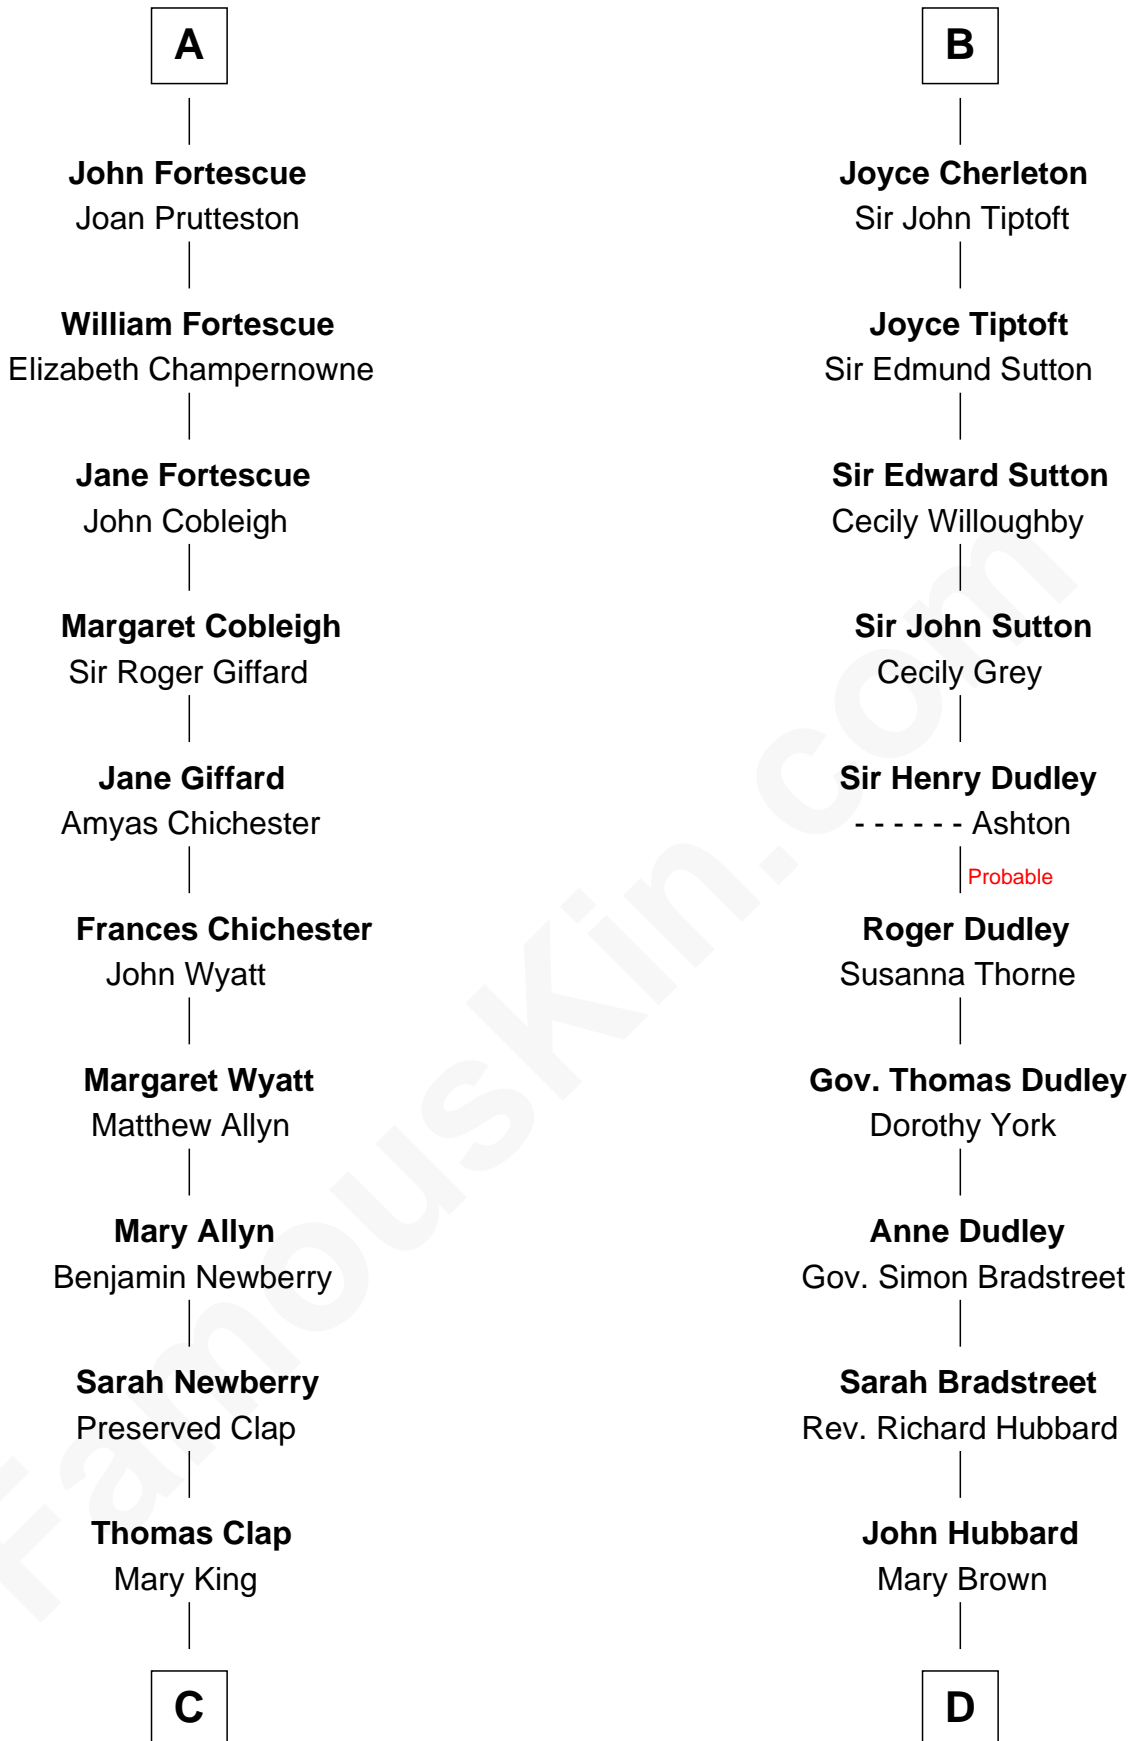 A
John Fortescue
Joan Prutteston
William Fortescue
Elizabeth Champernowne
Jane Fortescue
John Cobleigh
Margaret Cobleigh
Sir Roger Giffard
Jane Giffard
Amyas Chichester
Frances Chichester
John Wyatt
Margaret Wyatt
Matthew Allyn
Mary Allyn
Benjamin Newberry
Sarah Newberry
Preserved Clap
Thomas Clap
Mary King
C
B
Joyce Cherleton
Sir John Tiptoft
Joyce Tiptoft
Sir Edmund Sutton
Sir Edward Sutton
Cecily Willoughby
Sir John Sutton
Cecily Grey
Sir Henry Dudley
- - - - - - Ashton
Probable
Roger Dudley
Susanna Thorne
Gov. Thomas Dudley
Dorothy York
Anne Dudley
Gov. Simon Bradstreet
Sarah Bradstreet
Rev. Richard Hubbard
John Hubbard
Mary Brown
D
FamousKin.com